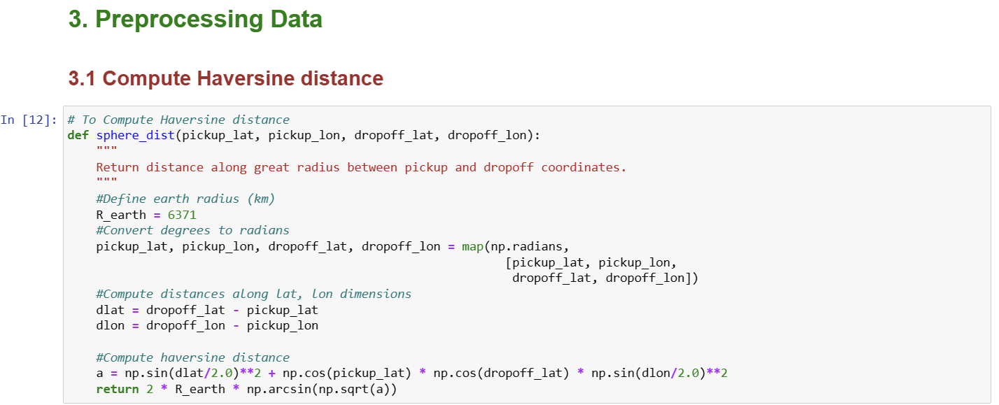 3. Preprocessing Data
3.1 Compute Haversine distance
In [12]: # To Compute Haversine distance
def sphere_dist(pickup_lat, pickup_lon, dropoff_lat, dropoff_lon):
    """
    Return distance along great radius between pickup and dropoff coordinates.
    """
    #Define earth radius (km)
    R_earth = 6371
    #Convert degrees to radians
    pickup_lat, pickup_lon, dropoff_lat, dropoff_lon = map(np.radians,
                                                             [pickup_lat, pickup_lon,
                                                              dropoff_lat, dropoff_lon])
    #Compute distances along lat, lon dimensions
    dlat = dropoff_lat - pickup_lat
    dlon = dropoff_lon - pickup_lon
    #Compute haversine distance
    a = np.sin(dlat/2.0)**2 + np.cos(pickup_lat) * np.cos(dropoff_lat) * np.sin(dlon/2.0)**2
    return 2 * R_earth * np.arcsin(np.sqrt(a))